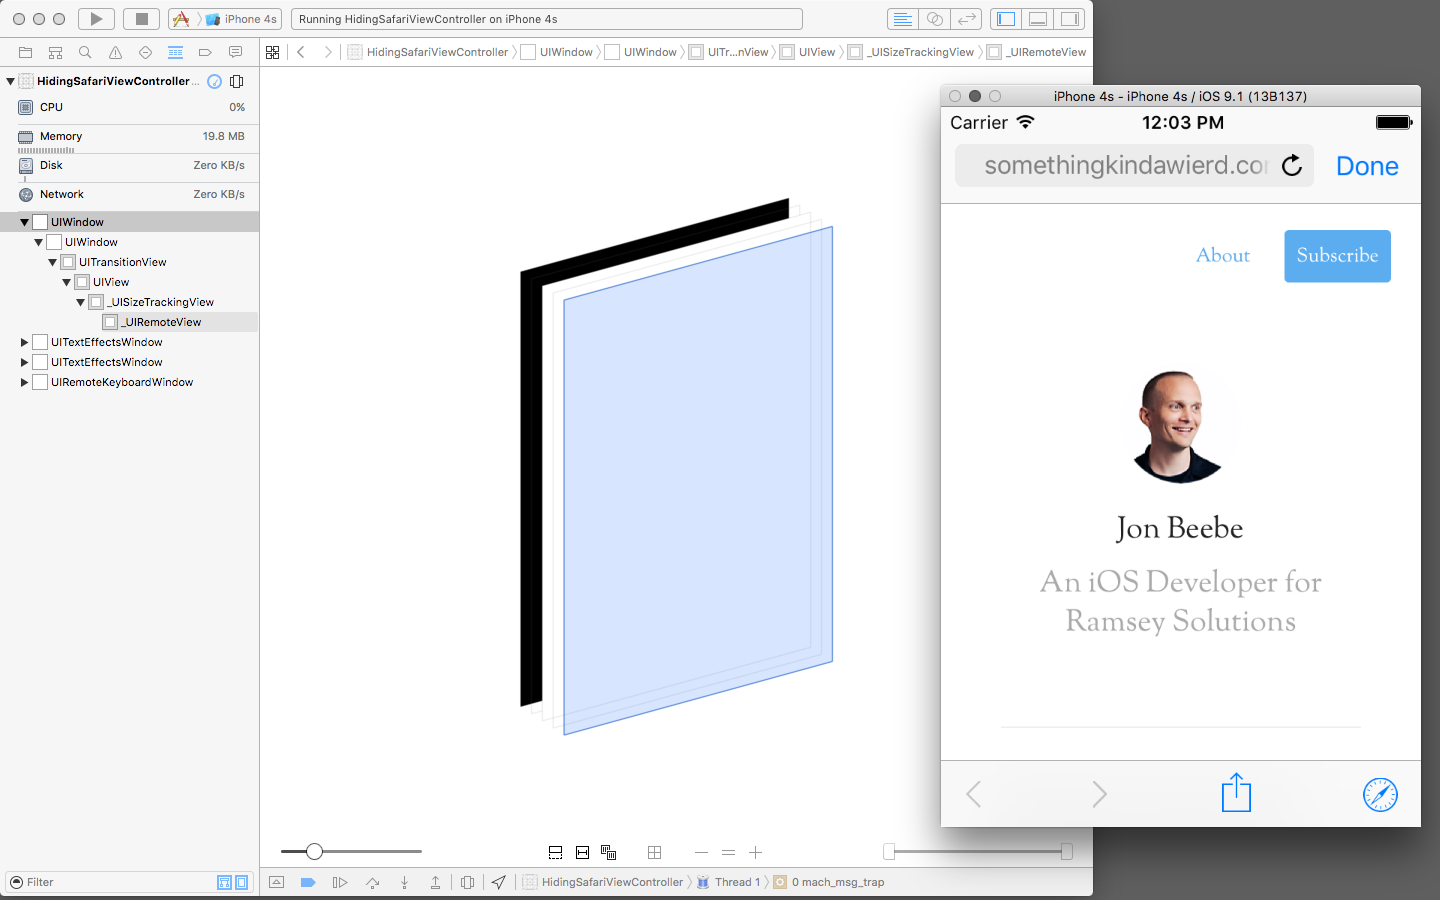 iPhone 4s
Running HidingSafariViewController on iPhone 4s
HidingSafariViewController
UIWindow
UIWindow
UITr...nView
UIView
_UISizeTrackingView
_UIRemoteView
HidingSafariViewController...
CPU 0%
Memory 19.8 MB
Disk Zero KB/s
Network Zero KB/s
UIWindow
UIWindow
UITransitionView
UIView
_UISizeTrackingView
_UIRemoteView
UITextEffectsWindow
UITextEffectsWindow
UIRemoteKeyboardWindow
Filter
HidingSafariViewController
Thread 1
0 mach_msg_trap
iPhone 4s - iPhone 4s / iOS 9.1 (13B137)
Carrier 12:03 PM
somethingkindawierd.co Done
About Subscribe
Jon Beebe
An iOS Developer for
Ramsey Solutions